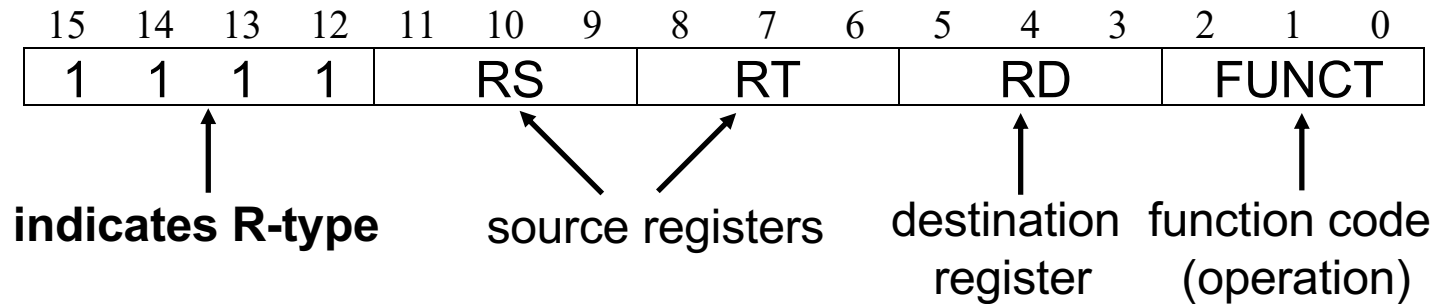 15 14 13 12 11 10 9 8 7 6 5 4 3 2 1 0
1 1 1 1 RS RT RD FUNCT
indicates R-type source registers destination function code
register (operation)